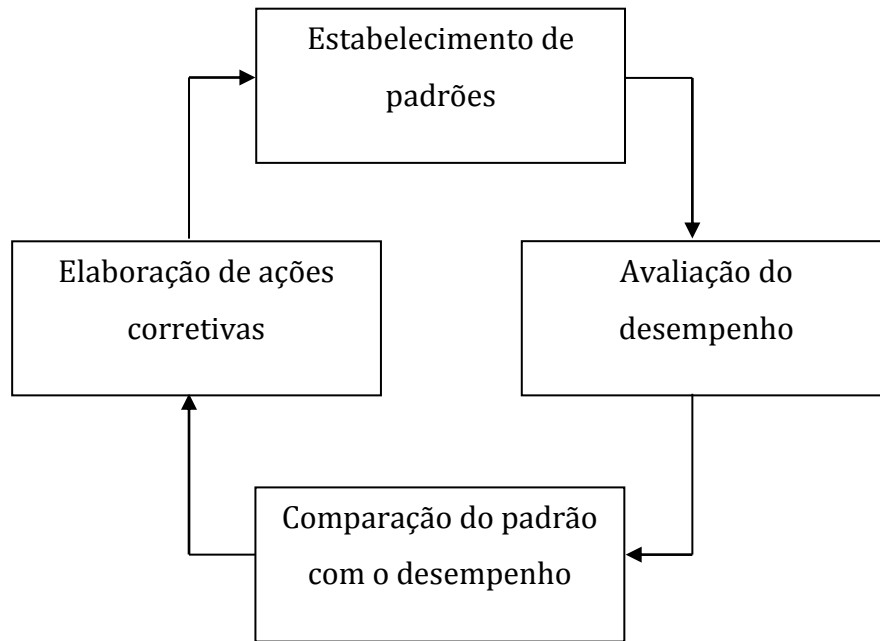 Estabelecimento de
padrões
Elaboração de ações
corretivas
Avaliação do
desempenho
Comparação do padrão
com o desempenho